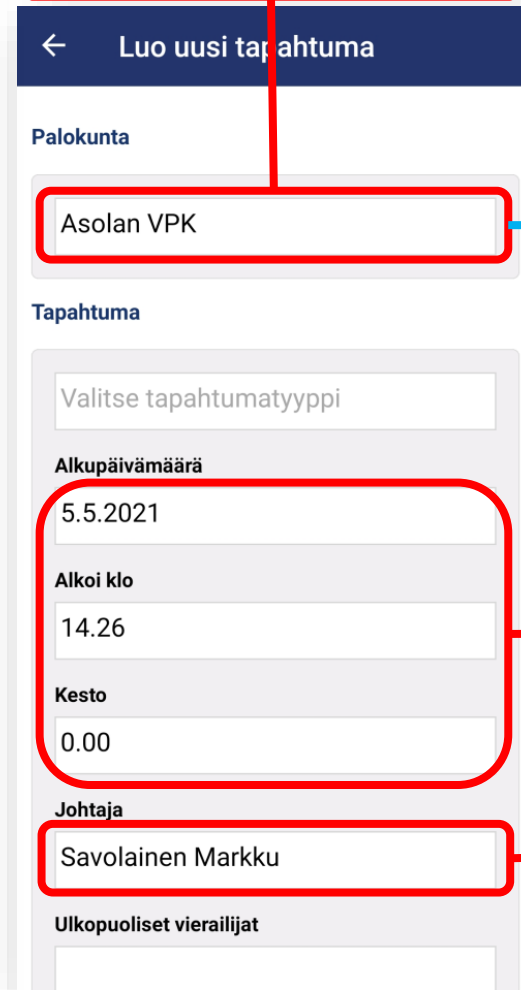 Luo uusi tapahtuma
Palokunta
Asolan VPK
Tapahtuma
Valitse tapahtumatyyppi
Alkupäivämäärä
5.5.2021
Alkoi klo
14.26
Kesto
0.00
Johtaja
Savolainen Markku
Ulkopuoliset vierailijat